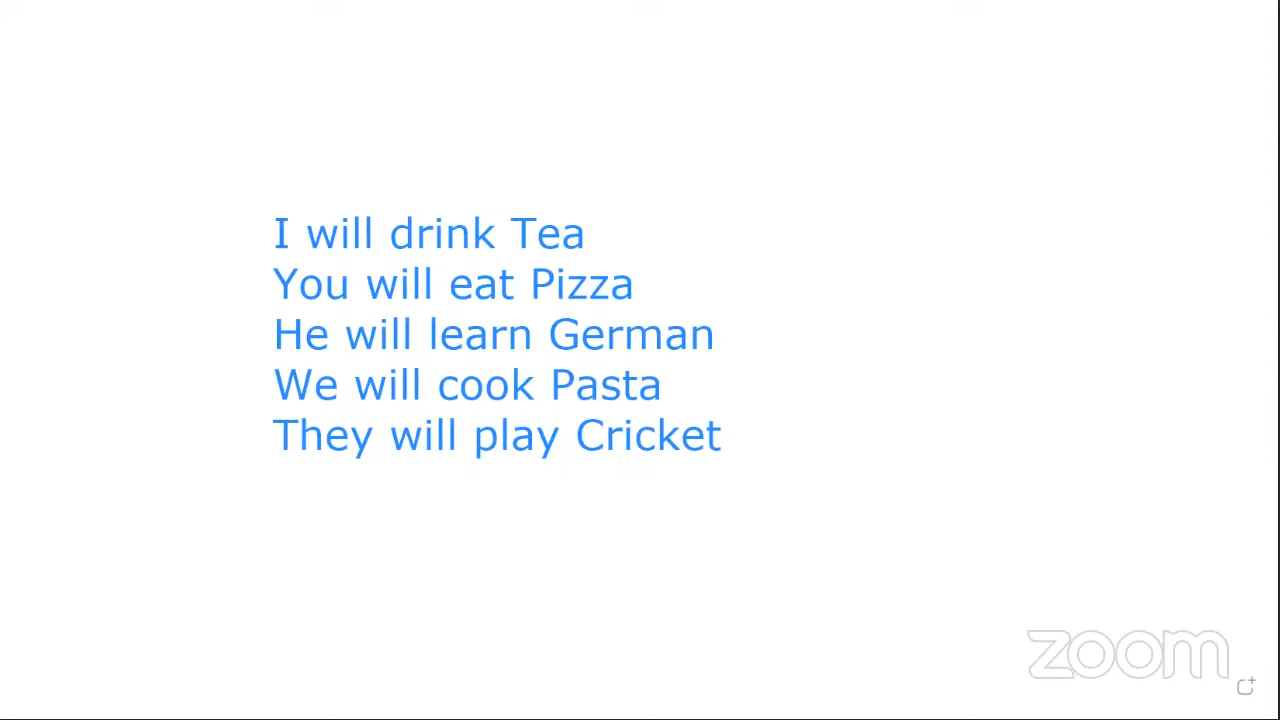 I will drink Tea
You will eat Pizza
He will learn German
We will cook Pasta
They will play Cricket
zoom